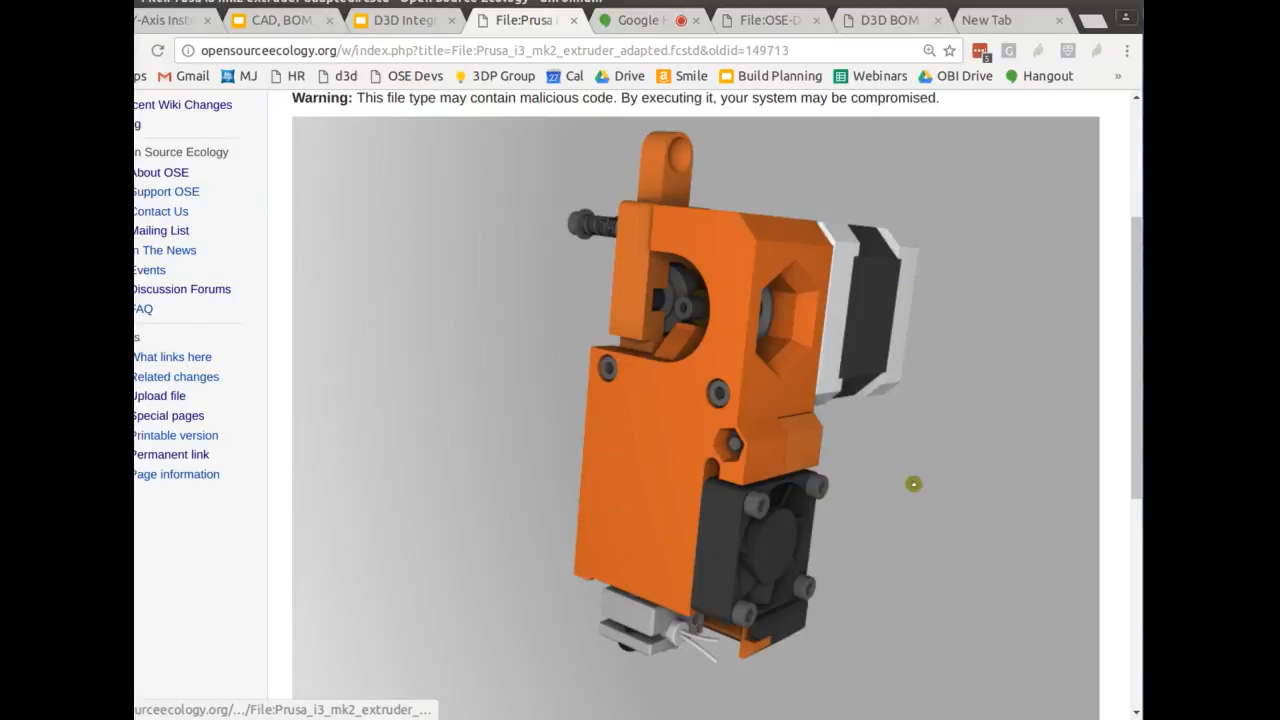 Y-Axis Inst
CAD, BOM,
D3D Integ
File:Prusa i
Google H
File:OSE-D
D3D BOM
New Tab
opensourceecology.org/w/index.php?title=File:Prusa_i3_mk2_extruder_adapted.fcstd&oldid=149713
5
ps
Gmail
MJ
HR
d3d
OSE Devs
3DP Group
27
Cal
Drive
a
Smile
Build Planning
Webinars
OBI Drive
Hangout
»
Warning: This file type may contain malicious code. By executing it, your system may be compromised.
cent Wiki Changes
g
n Source Ecology
About OSE
Support OSE
Contact Us
Mailing List
In The News
Events
Discussion Forums
FAQ
s
What links here
Related changes
Upload file
Special pages
Printable version
Permanent link
Page information
urceecology.org/.../File:Prusa_i3_mk2_extruder_...